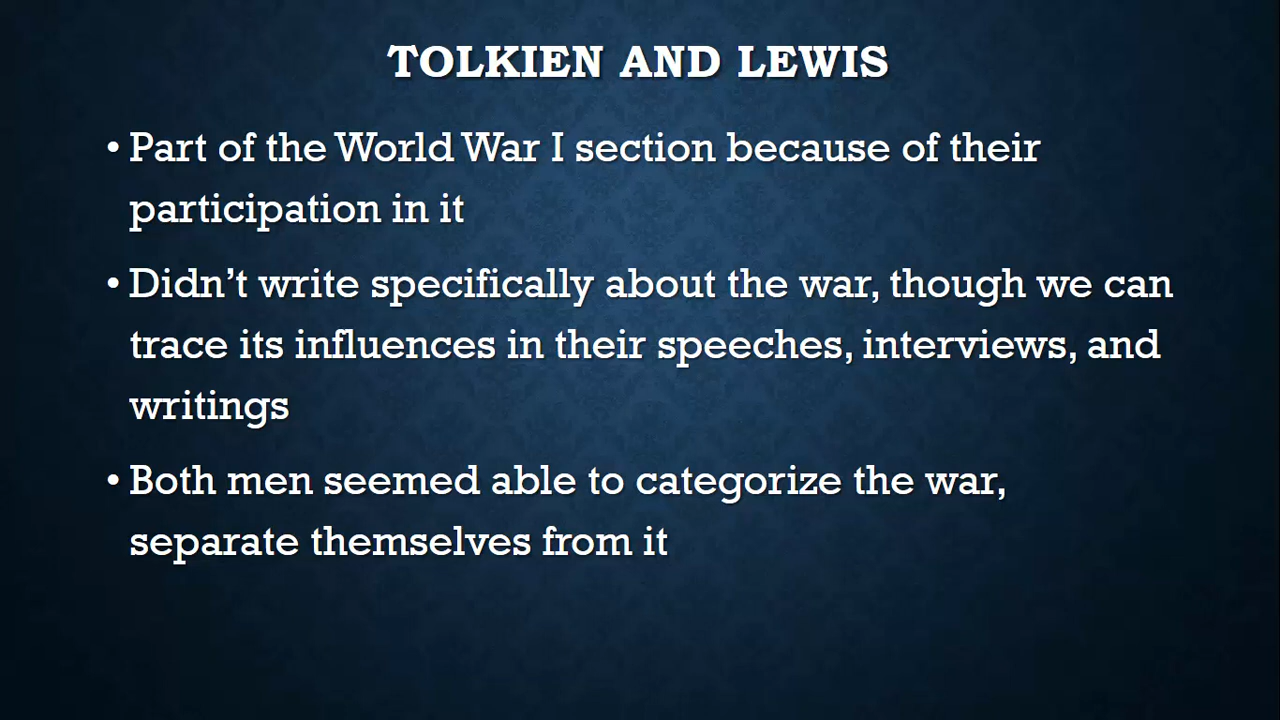 TOLKIEN AND LEWIS
• Part of the World War I section because of their
participation in it
• Didn’t write specifically about the war, though we can
trace its influences in their speeches, interviews, and
writings
• Both men seemed able to categorize the war,
separate themselves from it